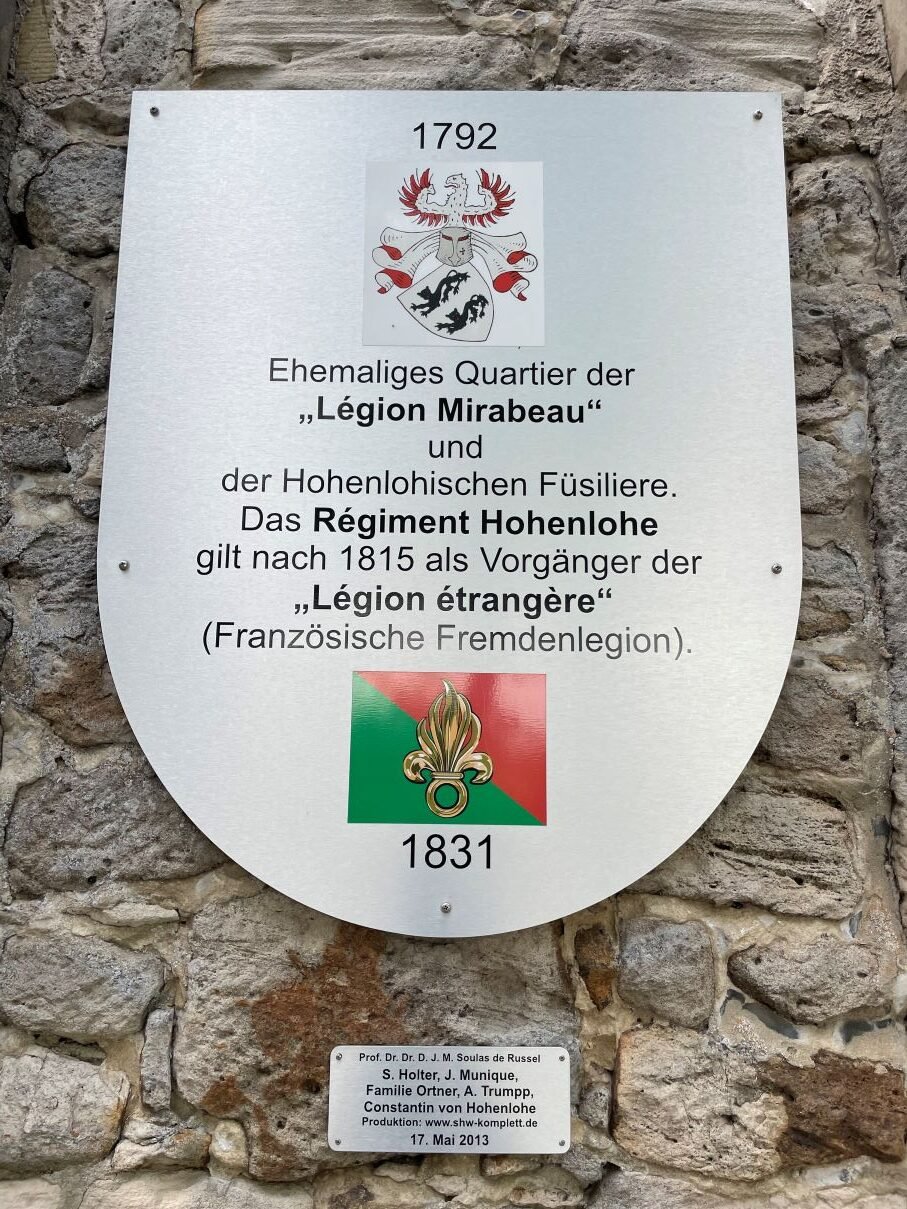 1792
Ehemaliges Quartier der
„Légion Mirabeau“
und
der Hohenlohischen Füsiliere.
Das Régiment Hohenlohe
gilt nach 1815 als Vorgänger der
„Légion étrangère“
(Französische Fremdenlegion).
1831
Prof. Dr. Dr. D. J. M. Soulas de Russel
S. Holter, J. Munique,
Familie Ortner, A. Trumpp,
Constantin von Hohenlohe
Produktion: www.shw-komplett.de
17. Mai 2013